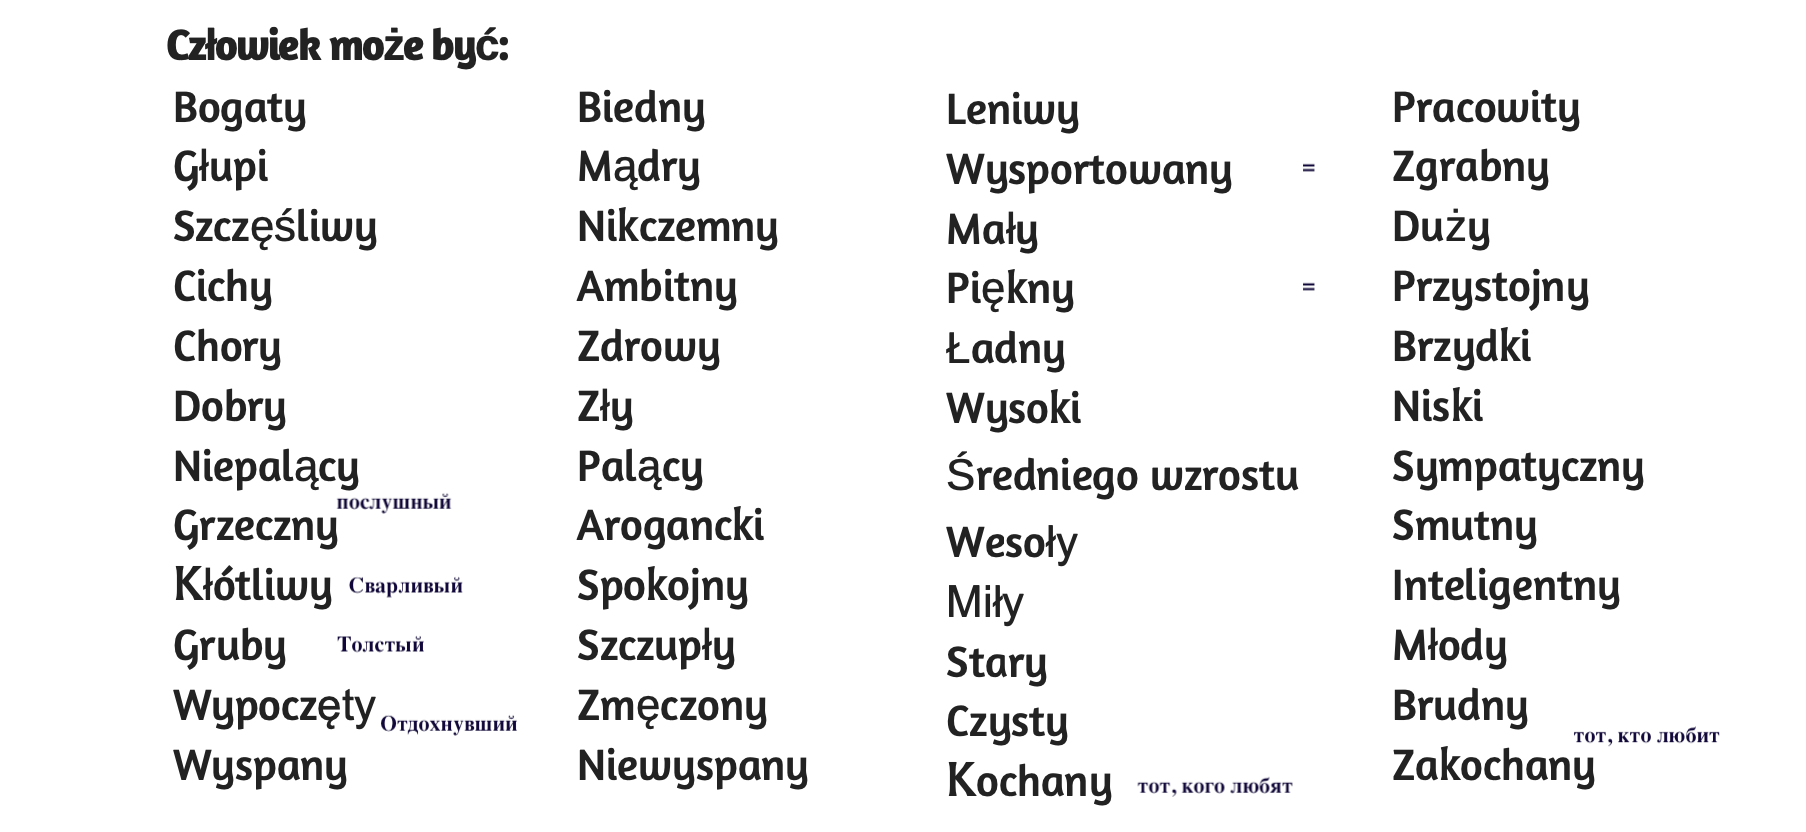 Człowiek może być:
Bogaty
Głupi
Szczęśliwy
Cichy
Chory
Dobry
Niepalący
послушный
Grzeczny
Kłótliwy Сварливый
Gruby Толстый
Wypoczęty Отдохнувший
Wyspany
Biedny
Mądry
Nikczemny
Ambitny
Zdrowy
Zły
Palący
Arogancki
Spokojny
Szczupły
Zmęczony
Niewyspany
Leniwy
Wysportowany =
Mały
Piękny =
Ładny
Wysoki
Średniego wzrostu
Wesoły
Miły
Stary
Czysty
Kochany тот, кого любят
Pracowity
Zgrabny
Duży
Przystojny
Brzydki
Niski
Sympatyczny
Smutny
Inteligentny
Młody
Brudny
тот, кто любит
Zakochany